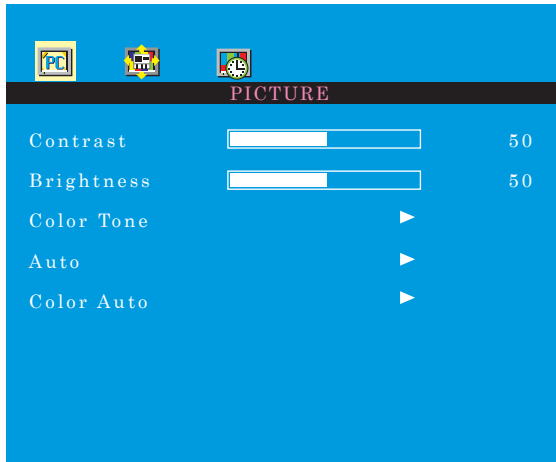 PC
PICTURE
Contrast 50
Brightness 50
Color Tone
Auto
Color Auto